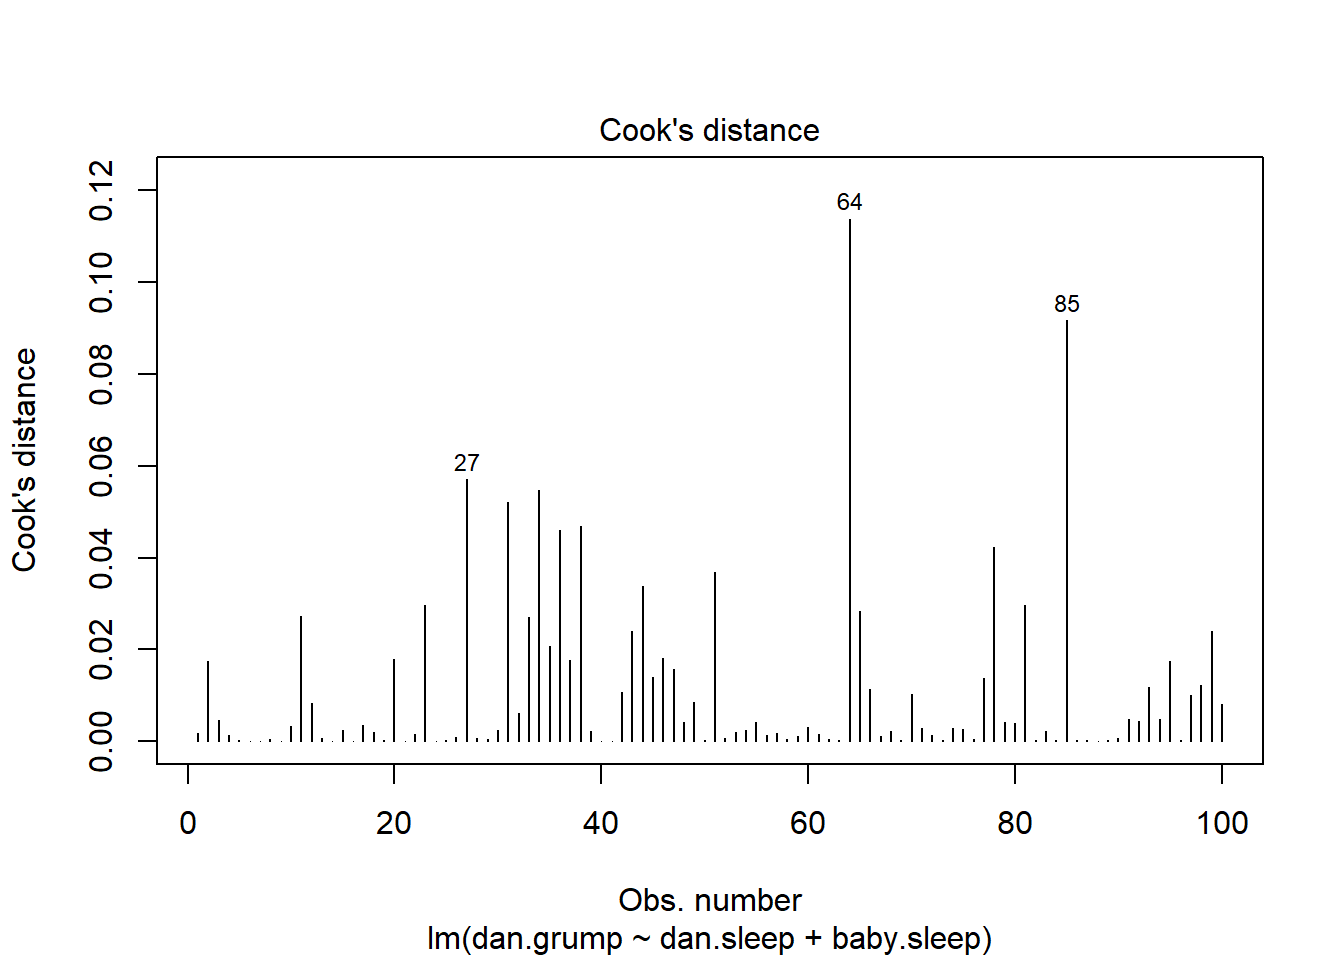 Cook's distance
Cook's distance
0.12
0.10
0.08
0.06
0.04
0.02
0.00
64
85
27
0 20 40 60 80 100
Obs. number
lm(dan.grump ~ dan.sleep + baby.sleep)